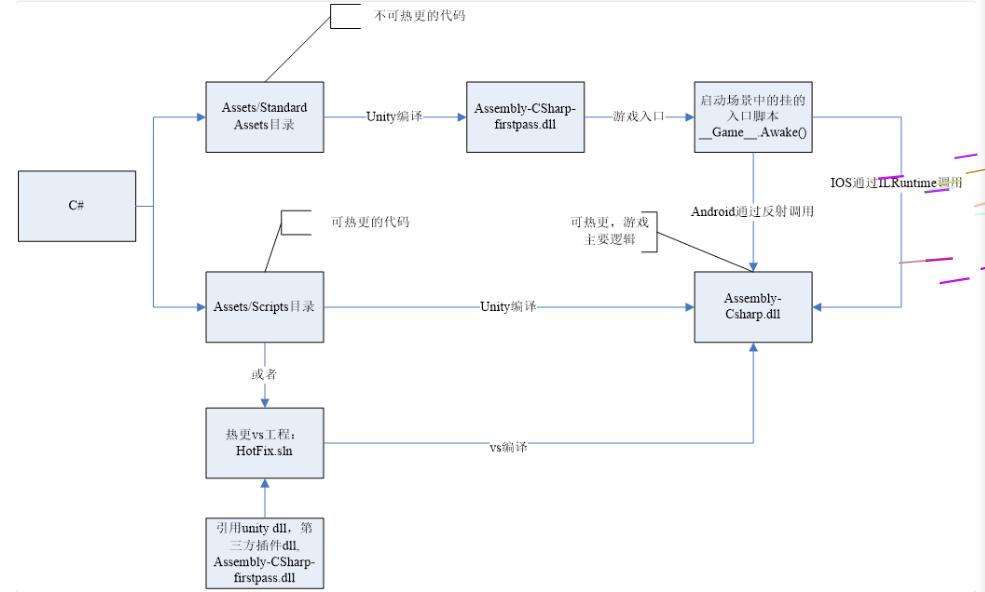 不可热更的代码
Assets/Standard
Assets目录
Unity编译
Assembly-CSharp-
firstpass.dll
游戏入口
启动场景中的挂的
入口脚本
__Game__.Awake()
C#
IOS通过ILRuntime调用
可热更的代码
可热更，游戏
主要逻辑
Android通过反射调用
Assets/Scripts目录
Unity编译
Assembly-
Csharp.dll
或者
热更vs工程：
HotFix.sln
vs编译
引用unity dll，第
三方插件dll,
Assembly-CSharp-
firstpass.dll